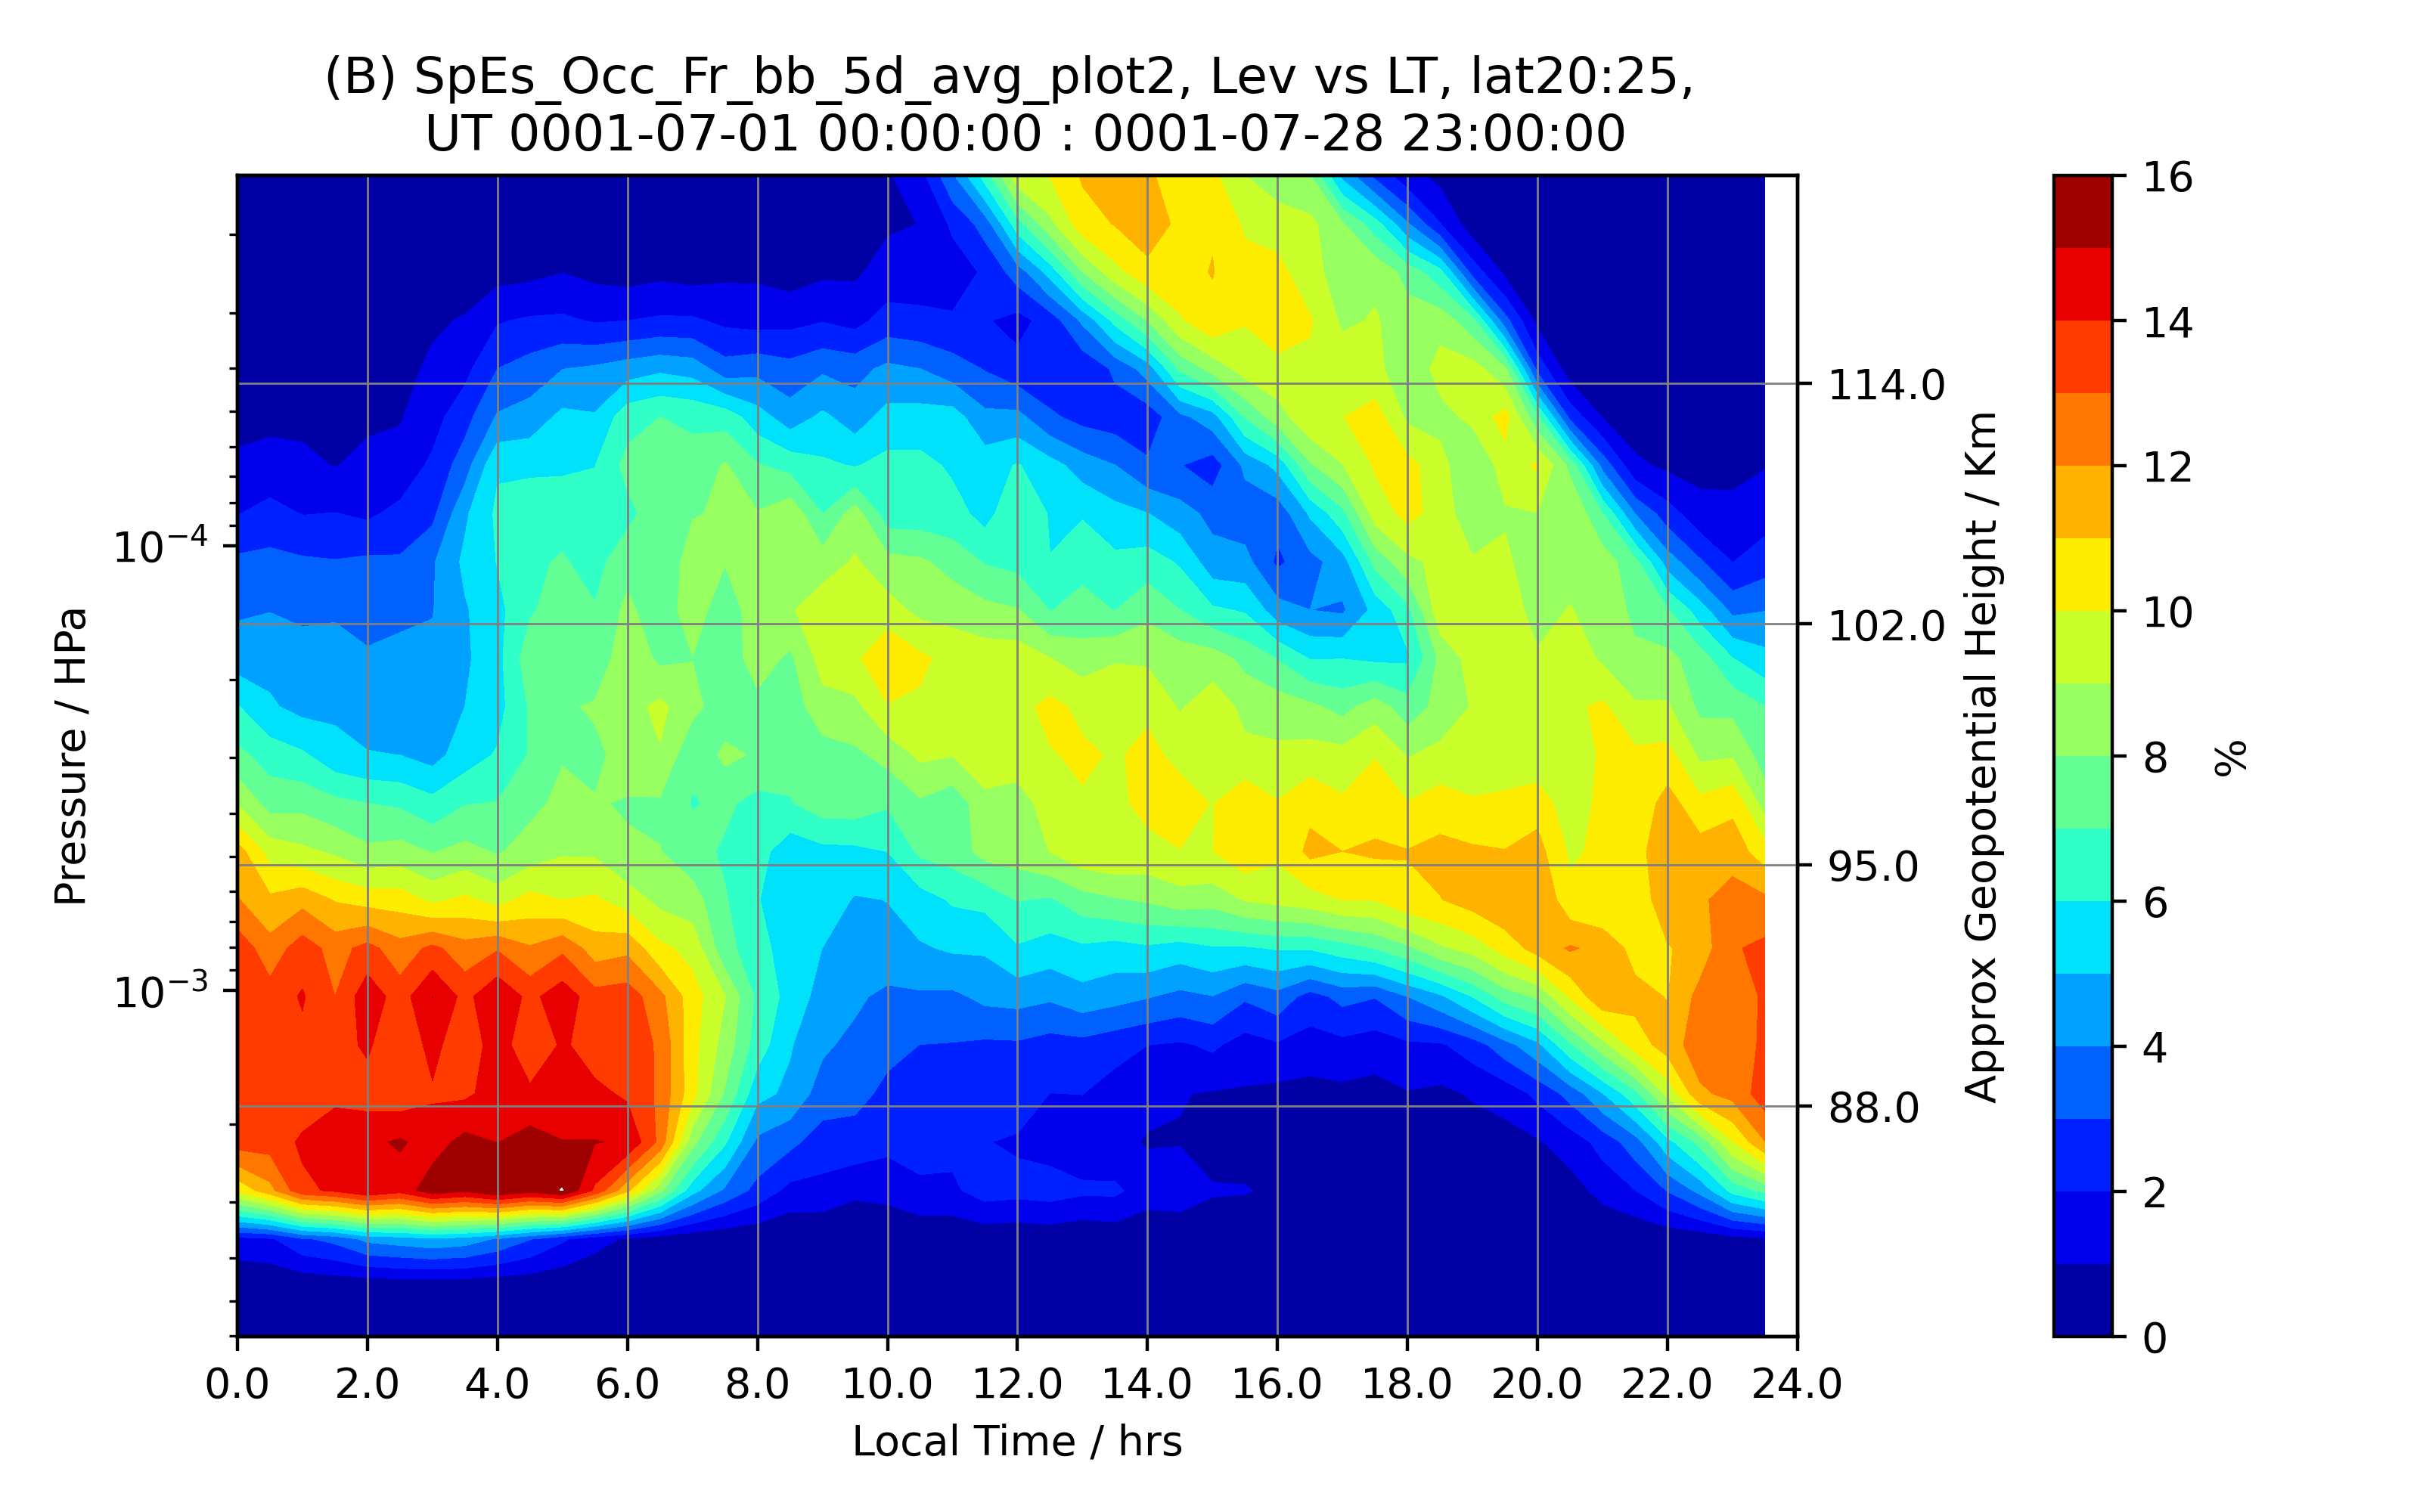 (B) SpEs_Occ_Fr_bb_5d_avg_plot2, Lev vs LT, lat20:25,
UT 0001-07-01 00:00:00 : 0001-07-28 23:00:00
Pressure / HPa
10⁻⁴
10⁻³
0.0 2.0 4.0 6.0 8.0 10.0 12.0 14.0 16.0 18.0 20.0 22.0 24.0
Local Time / hrs
114.0
102.0
95.0
88.0
Approx Geopotential Height / Km
16
14
12
10
8
6
4
2
0
%